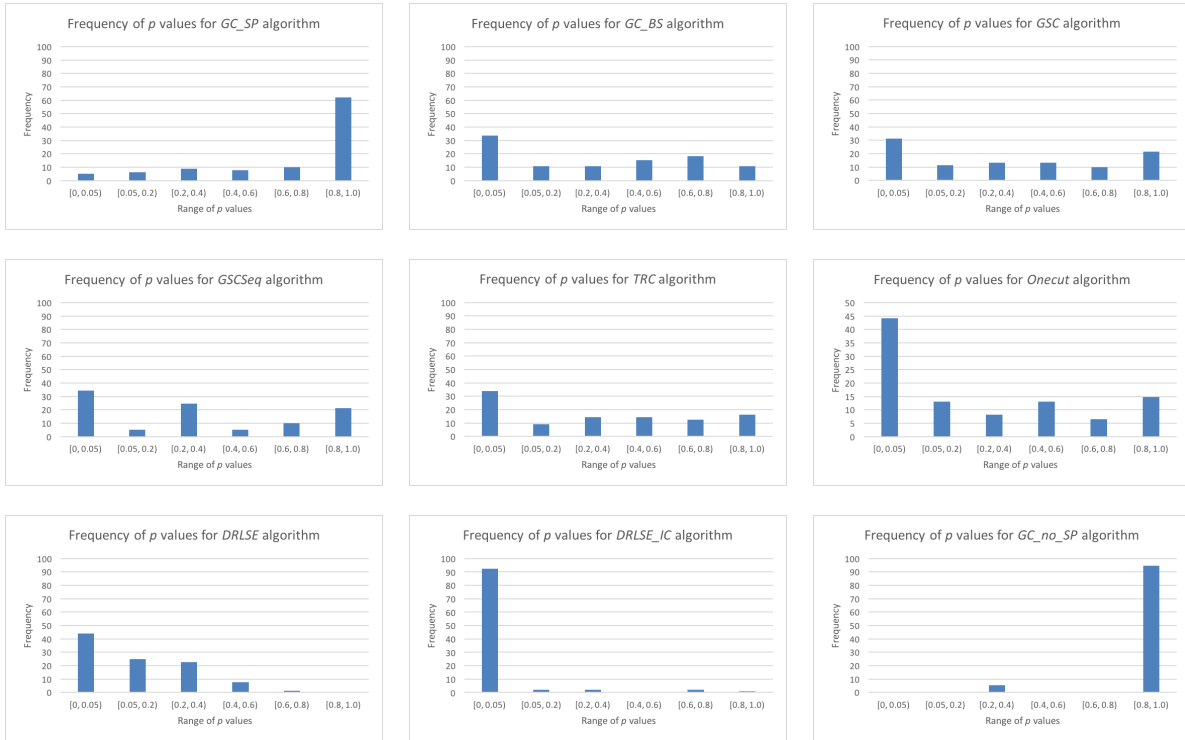 Frequency of p values for GC_SP algorithm
100
90
80
70
60
50
40
30
20
10
0
Frequency
[0, 0.05) [0.05, 0.2) [0.2, 0.4) [0.4, 0.6) [0.6, 0.8) [0.8, 1.0)
Range of p values
Frequency of p values for GC_BS algorithm
100
90
80
70
60
50
40
30
20
10
0
Frequency
[0, 0.05) [0.05, 0.2) [0.2, 0.4) [0.4, 0.6) [0.6, 0.8) [0.8, 1.0)
Range of p values
Frequency of p values for GSC algorithm
100
90
80
70
60
50
40
30
20
10
0
Frequency
[0, 0.05) [0.05, 0.2) [0.2, 0.4) [0.4, 0.6) [0.6, 0.8) [0.8, 1.0)
Range of p values
Frequency of p values for GSCSeq algorithm
100
90
80
70
60
50
40
30
20
10
0
Frequency
[0, 0.05) [0.05, 0.2) [0.2, 0.4) [0.4, 0.6) [0.6, 0.8) [0.8, 1.0)
Range of p values
Frequency of p values for TRC algorithm
100
90
80
70
60
50
40
30
20
10
0
Frequency
[0, 0.05) [0.05, 0.2) [0.2, 0.4) [0.4, 0.6) [0.6, 0.8) [0.8, 1.0)
Range of p values
Frequency of p values for Onecut algorithm
50
45
40
35
30
25
20
15
10
5
0
Frequency
[0, 0.05) [0.05, 0.2) [0.2, 0.4) [0.4, 0.6) [0.6, 0.8) [0.8, 1.0)
Range of p values
Frequency of p values for DRLSE algorithm
100
90
80
70
60
50
40
30
20
10
0
Frequency
[0, 0.05) [0.05, 0.2) [0.2, 0.4) [0.4, 0.6) [0.6, 0.8) [0.8, 1.0)
Range of p values
Frequency of p values for DRLSE_IC algorithm
100
90
80
70
60
50
40
30
20
10
0
Frequency
[0, 0.05) [0.05, 0.2) [0.2, 0.4) [0.4, 0.6) [0.6, 0.8) [0.8, 1.0)
Range of p values
Frequency of p values for GC_no_SP algorithm
100
90
80
70
60
50
40
30
20
10
0
Frequency
[0, 0.05) [0.05, 0.2) [0.2, 0.4) [0.4, 0.6) [0.6, 0.8) [0.8, 1.0)
Range of p values